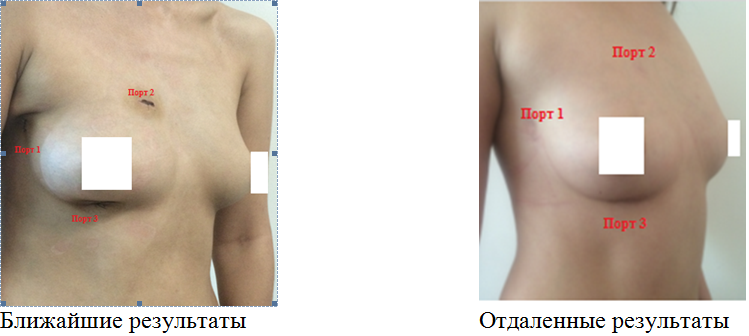 Порт 2
Порт 1
Порт 3
Порт 2
Порт 1
Порт 3
Ближайшие результаты
Отдаленные результаты